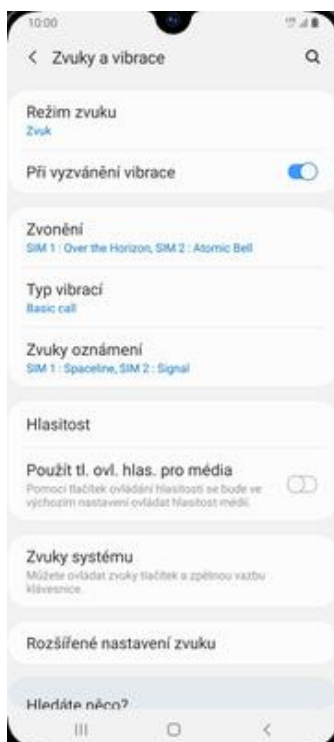 10:00
Zvuky a vibrace
Režim zvuku
Zvuk
Při vyzvánění vibrace
Zvonění
SIM 1 : Over the Horizon, SIM 2 : Atomic Bell
Typ vibrací
Basic call
Zvuky oznámení
SIM 1 : Spaceline, SIM 2 : Signal
Hlasitost
Použít tl. ovl. hlas. pro média
Pomocí tlačítek ovládání hlasitosti se bude ve
výchozím nastavení ovládat hlasitost médií.
Zvuky systému
Můžete ovládat zvuky tlačítek a zpětnou vazbu
klávesnice.
Rozšířené nastavení zvuku
Hledáte něco?